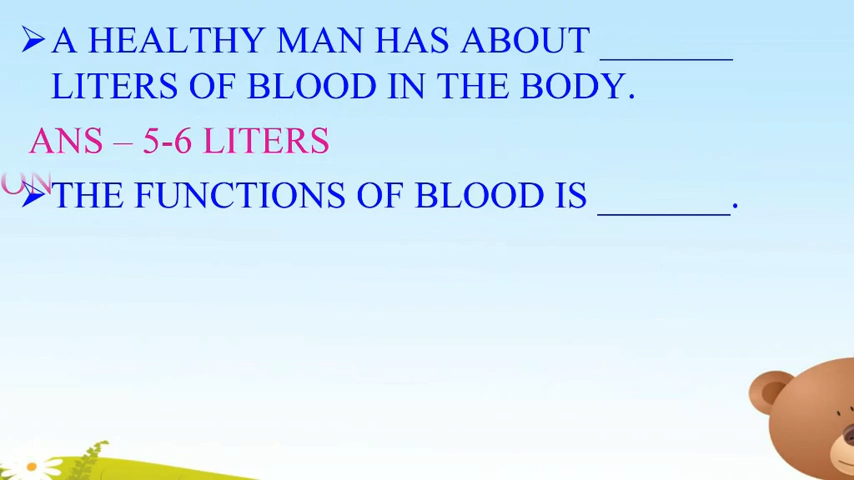 ➢A HEALTHY MAN HAS ABOUT _______
LITERS OF BLOOD IN THE BODY.
ANS – 5-6 LITERS
ON
➢THE FUNCTIONS OF BLOOD IS _______.